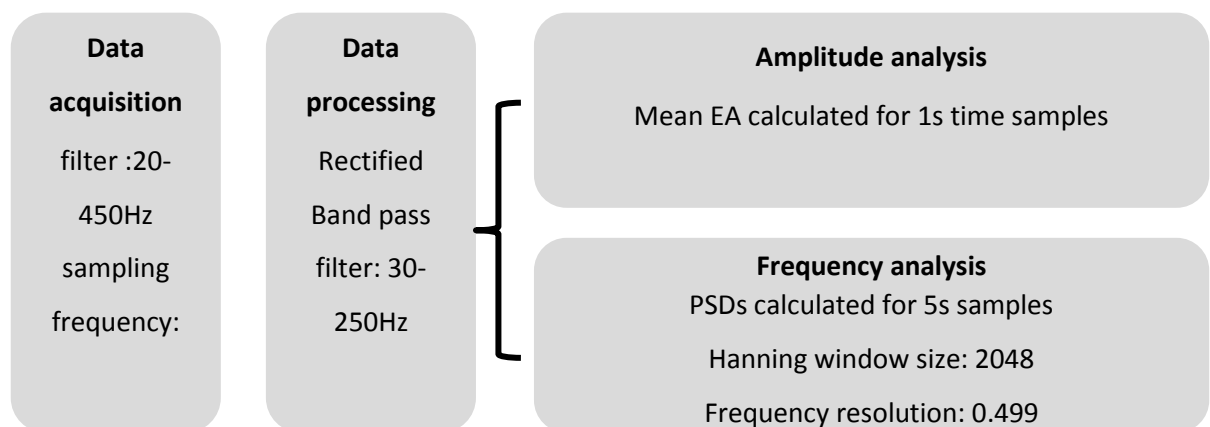 Data
acquisition
filter :20-
450Hz
sampling
frequency:
Data
processing
Rectified
Band pass
filter: 30-
250Hz
Amplitude analysis
Mean EA calculated for 1s time samples
Frequency analysis
PSDs calculated for 5s samples
Hanning window size: 2048
Frequency resolution: 0.499